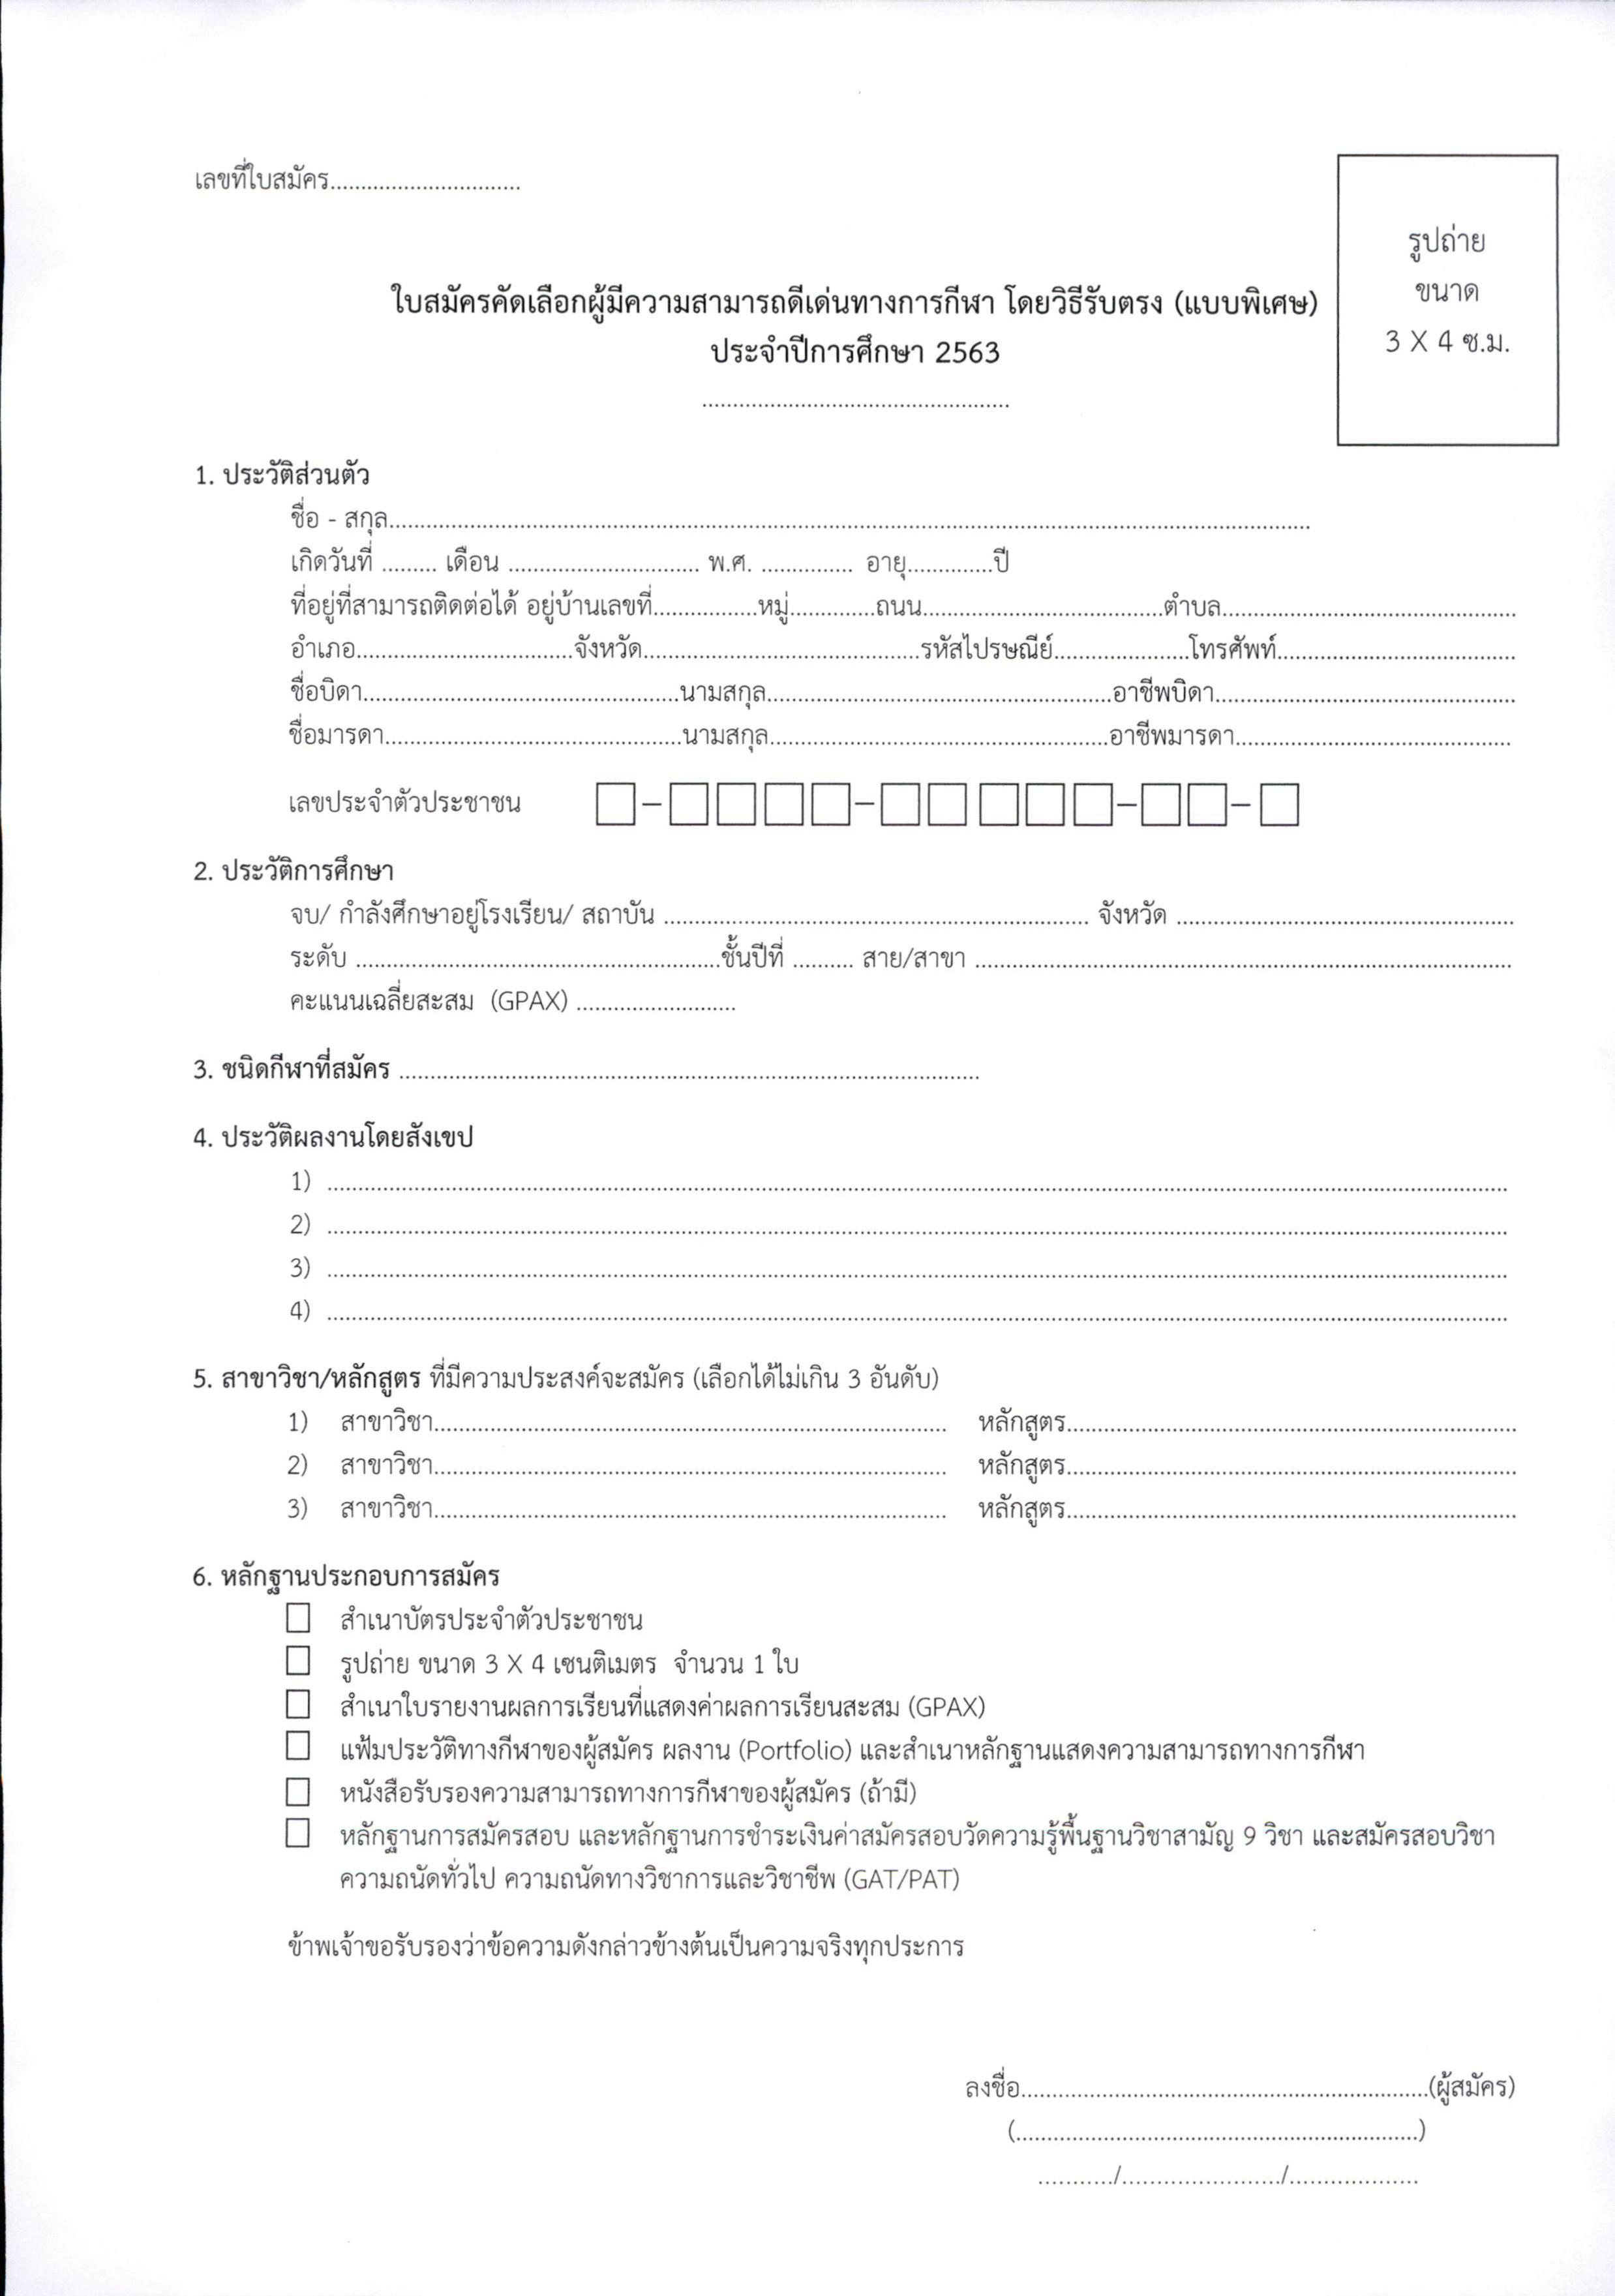 เลขที่ใบสมัคร...............................
รูปถ่าย
ขนาด
3 X 4 ซ.ม.
ใบสมัครคัดเลือกผู้มีความสามารถดีเด่นทางการกีฬา โดยวิธีรับตรง (แบบพิเศษ)
ประจำปีการศึกษา 2563
..................................................
1. ประวัติส่วนตัว
ชื่อ - สกุล..................................................
เกิดวันที่ ......... เดือน ............................... พ.ศ. ............... อายุ..............ปี
ที่อยู่ที่สามารถติดต่อได้ อยู่บ้านเลขที่.................หมู่..............ถนน........................................ตำบล........................................
อำเภอ...................................จังหวัด.............................................รหัสไปรษณีย์......................โทรศัพท์.......................................
ชื่อบิดา....................................................นามสกุล........................................................อาชีพบิดา.................................................
ชื่อมารดา................................................นามสกุล.......................................................อาชีพมารดา.............................................
เลขประจำตัวประชาชน □-□□□□-□□□□□-□□-□
2. ประวัติการศึกษา
จบ/ กำลังศึกษาอยู่โรงเรียน/ สถาบัน ..................................................................... จังหวัด .......................................................
ระดับ ...........................................................ชั้นปีที่ .......... สาย/สาขา .......................................................................................
คะแนนเฉลี่ยสะสม (GPAX) ..........................
3. ชนิดกีฬาที่สมัคร ...............................................................................................
4. ประวัติผลงานโดยสังเขป
1) ..................................................
2) ..................................................
3) ..................................................
4) ..................................................
5. สาขาวิชา/หลักสูตร ที่มีความประสงค์จะสมัคร (เลือกได้ไม่เกิน 3 อันดับ)
1) สาขาวิชา.................................................. หลักสูตร..................................................
2) สาขาวิชา.................................................. หลักสูตร..................................................
3) สาขาวิชา.................................................. หลักสูตร..................................................
6. หลักฐานประกอบการสมัคร
□ สำเนาบัตรประจำตัวประชาชน
□ รูปถ่าย ขนาด 3 X 4 เซนติเมตร จำนวน 1 ใบ
□ สำเนาใบรายงานผลการเรียนที่แสดงค่าผลการเรียนสะสม (GPAX)
□ แฟ้มประวัติทางกีฬาของผู้สมัคร ผลงาน (Portfolio) และสำเนาหลักฐานแสดงความสามารถทางการกีฬา
□ หนังสือรับรองความสามารถทางการกีฬาของผู้สมัคร (ถ้ามี)
□ หลักฐานการสมัครสอบ และหลักฐานการชำระเงินค่าสมัครสอบวัดความรู้พื้นฐานวิชาสามัญ 9 วิชา และสมัครสอบวิชา
ความถนัดทั่วไป ความถนัดทางวิชาการและวิชาชีพ (GAT/PAT)
ข้าพเจ้าขอรับรองว่าข้อความดังกล่าวข้างต้นเป็นความจริงทุกประการ
ลงชื่อ..................................................(ผู้สมัคร)
(..................................................)
............/........................../.....................